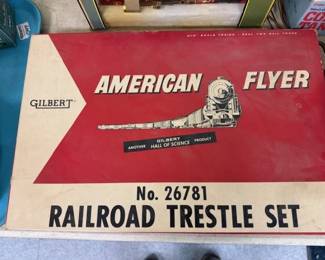 AMERICAN FLYER
GILBERT
GILBERT
ANOTHER HALL OF SCIENCE PRODUCT
No. 26781
RAILROAD TRESTLE SET